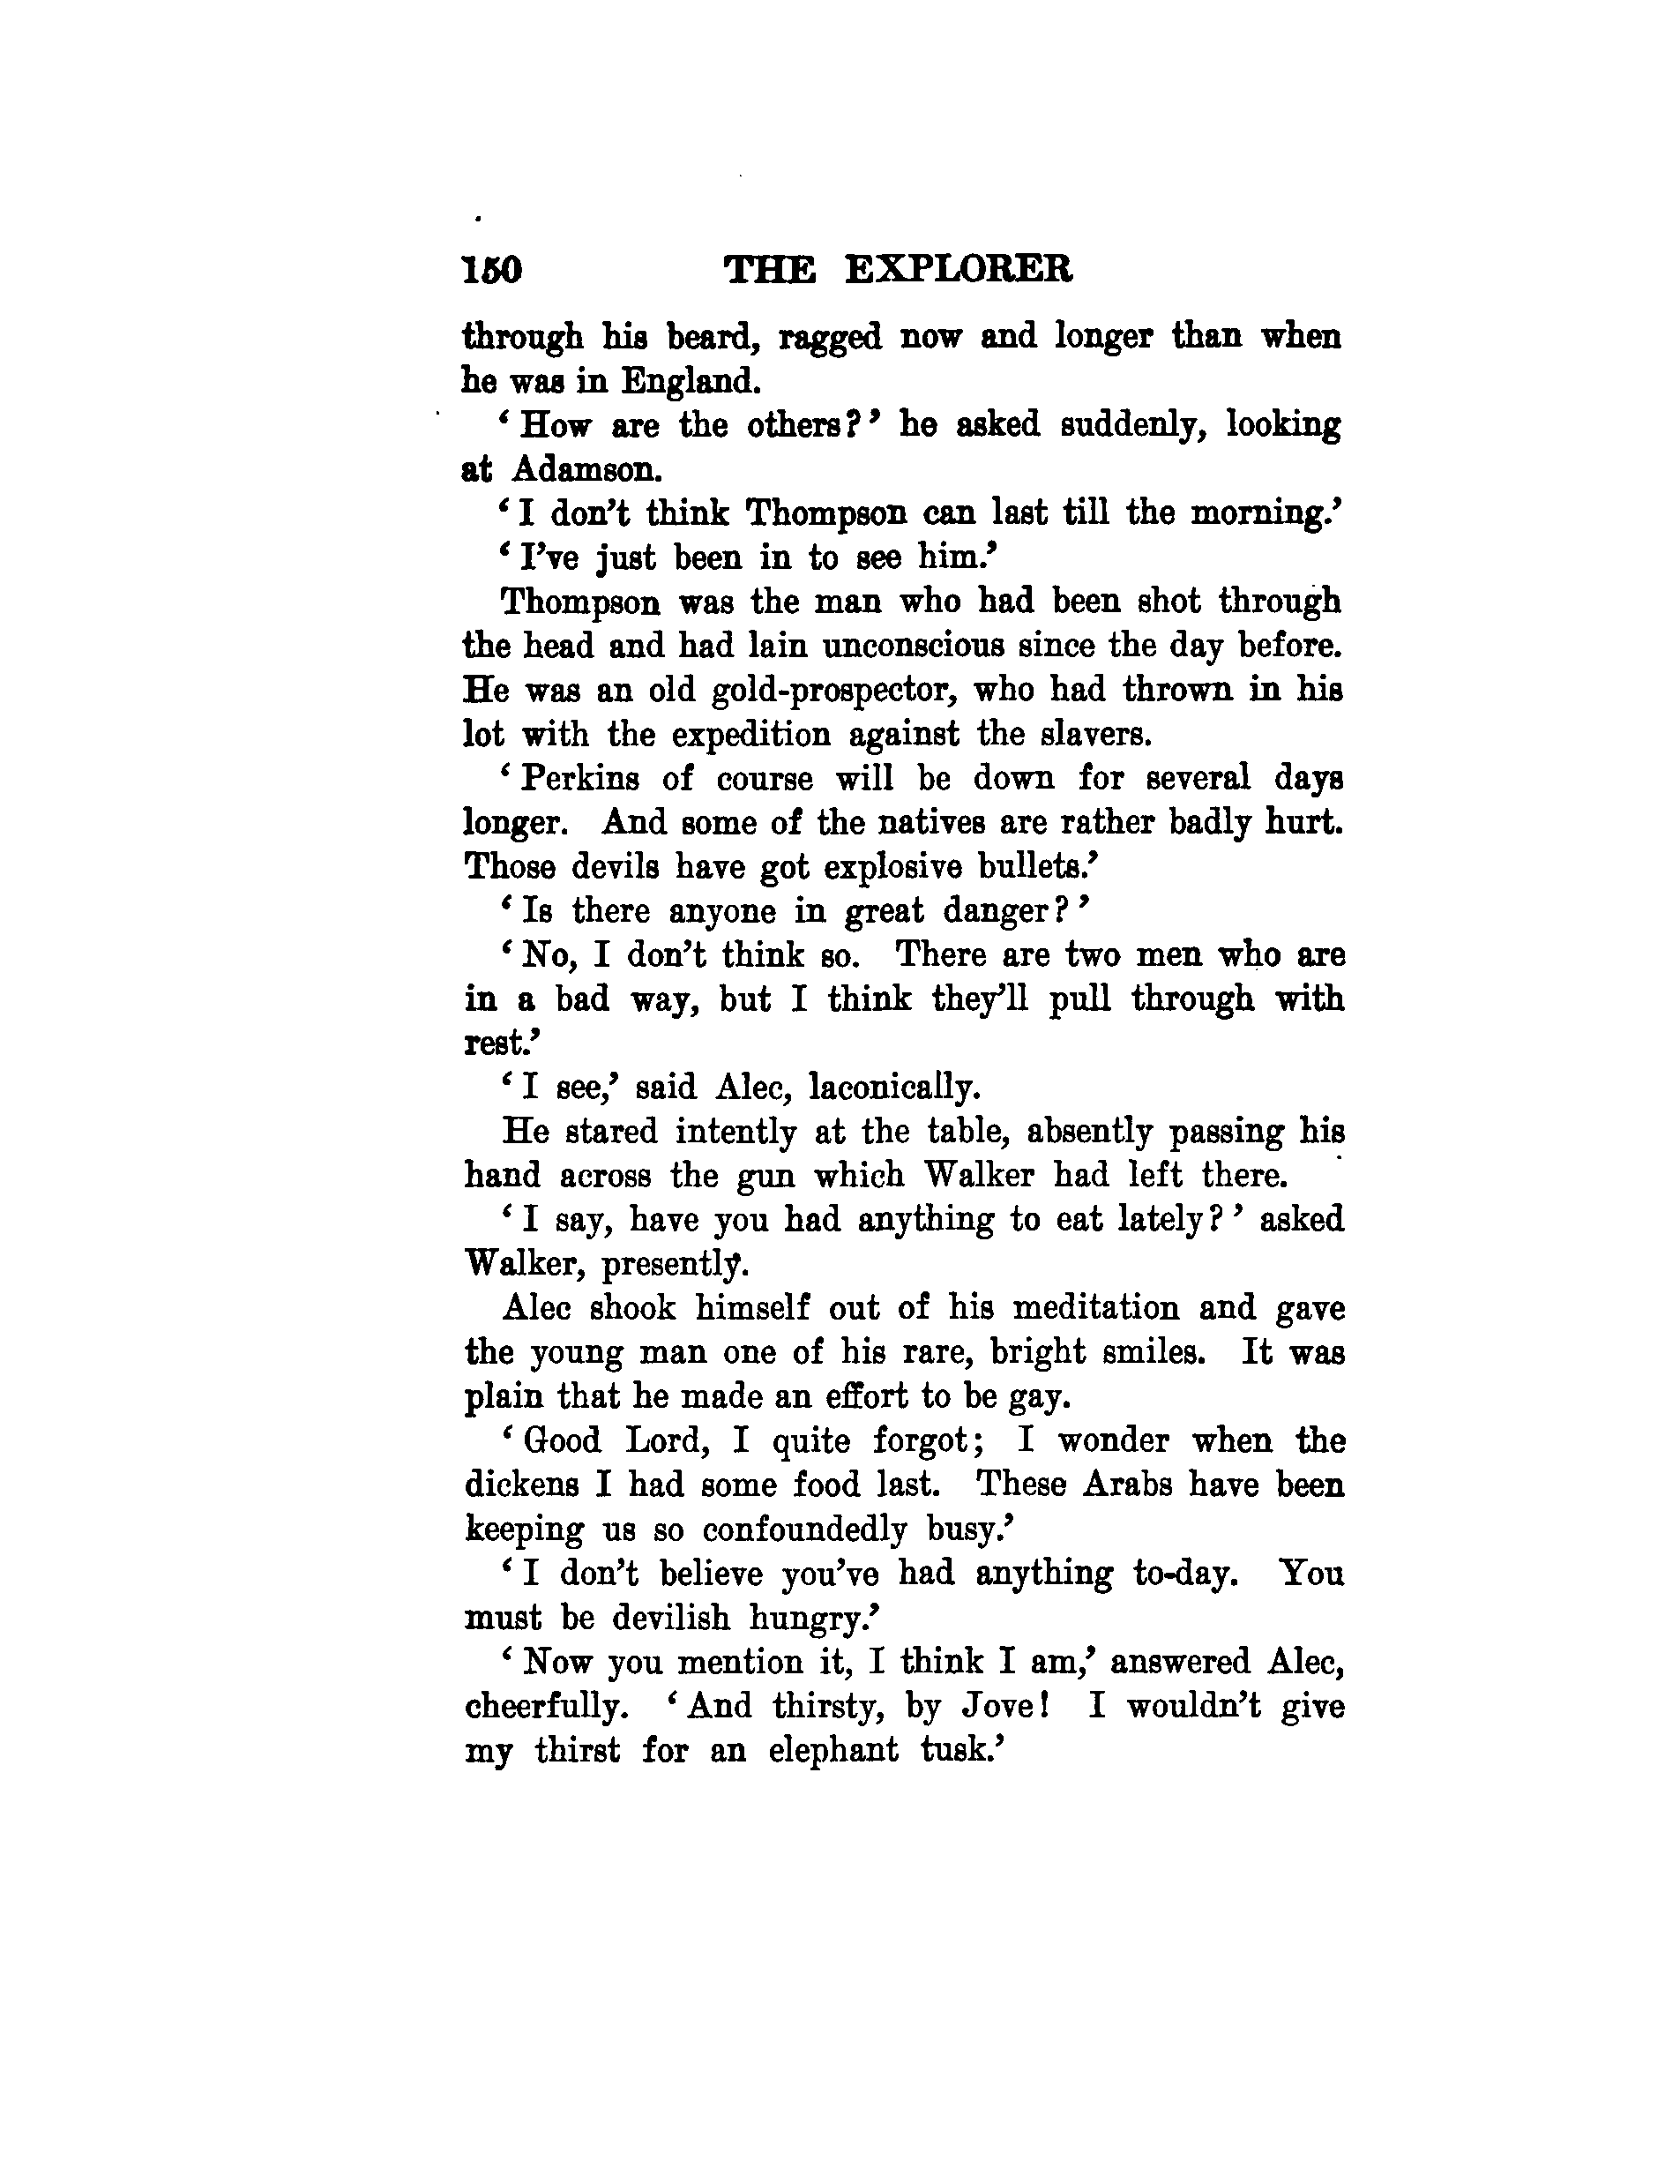 150 THE EXPLORER
through his beard, ragged now and longer than when
he was in England.
‘How are the others?’ he asked suddenly, looking
at Adamson.
‘I don’t think Thompson can last till the morning.’
‘I’ve just been in to see him.’
Thompson was the man who had been shot through
the head and had lain unconscious since the day before.
He was an old gold-prospector, who had thrown in his
lot with the expedition against the slavers.
‘Perkins of course will be down for several days
longer. And some of the natives are rather badly hurt.
Those devils have got explosive bullets.’
‘Is there anyone in great danger?’
‘No, I don’t think so. There are two men who are
in a bad way, but I think they’ll pull through with
rest.’
‘I see,’ said Alec, laconically.
He stared intently at the table, absently passing his
hand across the gun which Walker had left there.
‘I say, have you had anything to eat lately?’ asked
Walker, presently.
Alec shook himself out of his meditation and gave
the young man one of his rare, bright smiles. It was
plain that he made an effort to be gay.
‘Good Lord, I quite forgot; I wonder when the
dickens I had some food last. These Arabs have been
keeping us so confoundedly busy.’
‘I don’t believe you’ve had anything to-day. You
must be devilish hungry.’
‘Now you mention it, I think I am,’ answered Alec,
cheerfully. ‘And thirsty, by Jove! I wouldn’t give
my thirst for an elephant tusk.’